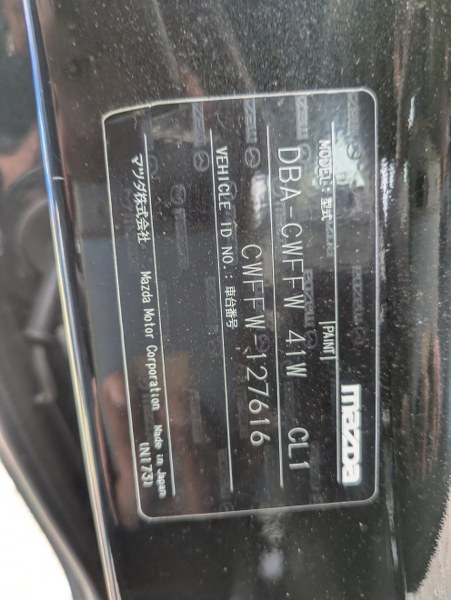 mazda
MODEL: 型式 PAINT
DBA-CWFFW 41W CL1
VEHICLE ID NO.: 車台番号
CWFFW-127616
マツダ株式会社 Mazda Motor Corporation Made in Japan
(N173)